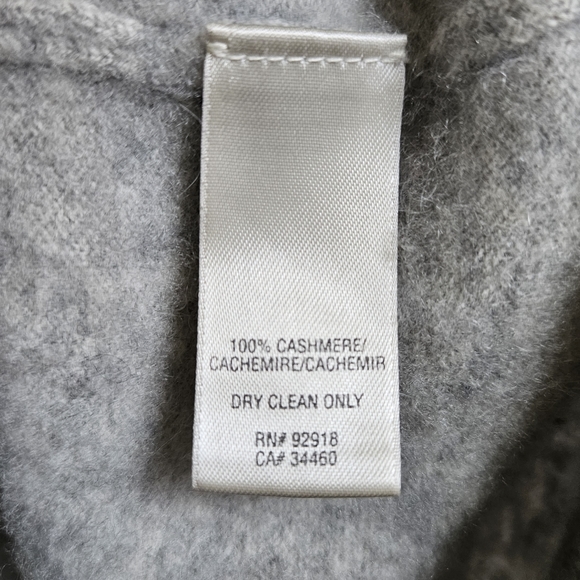 100% CASHMERE/
CACHEMIRE/CACHEMIR
DRY CLEAN ONLY
RN# 92918
CA# 34460